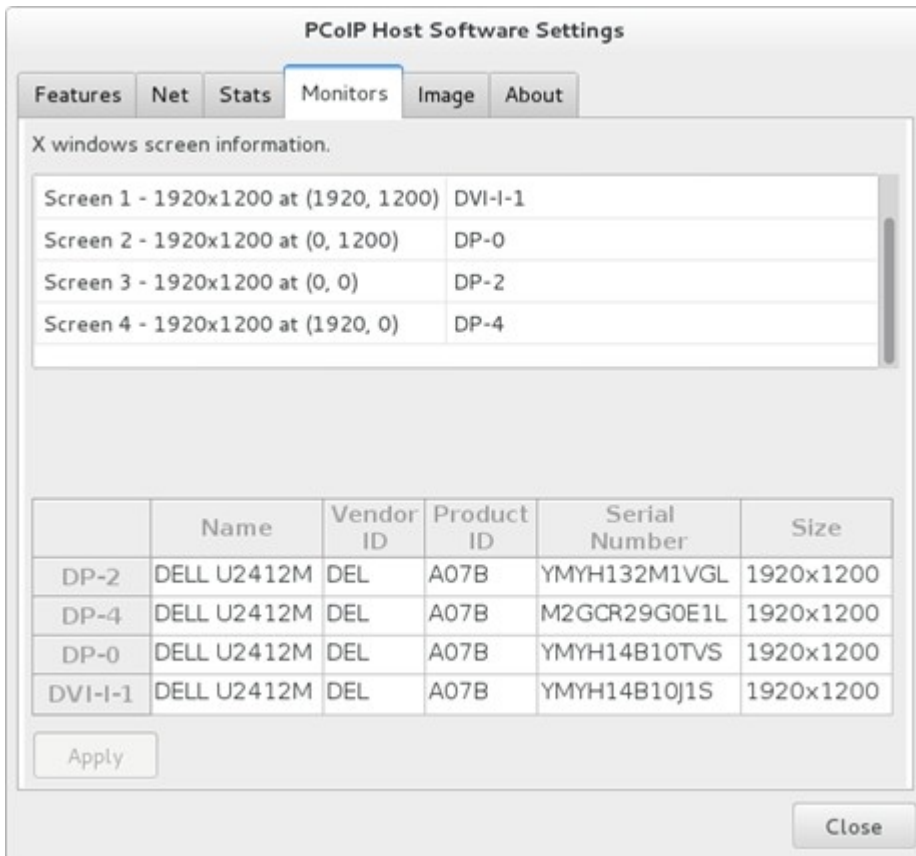 PCoIP Host Software Settings
Features Net Stats Monitors Image About
X windows screen information.
Screen 1 - 1920x1200 at (1920, 1200) DVI-I-1
Screen 2 - 1920x1200 at (0, 1200) DP-0
Screen 3 - 1920x1200 at (0, 0) DP-2
Screen 4 - 1920x1200 at (1920, 0) DP-4
Name Vendor ID Product ID Serial Number Size
DP-2 DELL U2412M DEL A07B YMYH132M1VGL 1920x1200
DP-4 DELL U2412M DEL A07B M2GCR29G0E1L 1920x1200
DP-0 DELL U2412M DEL A07B YMYH14B10TVS 1920x1200
DVI-I-1 DELL U2412M DEL A07B YMYH14B10J1S 1920x1200
Apply
Close